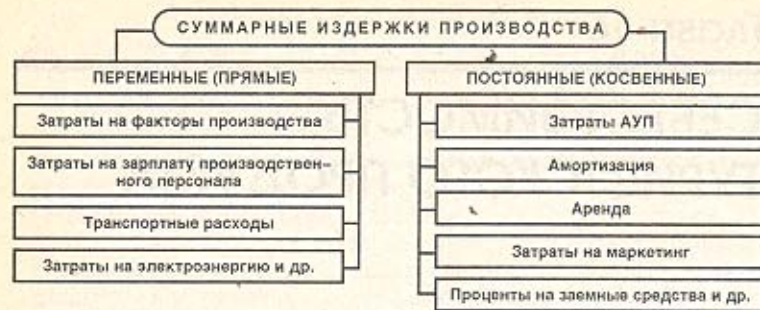 СУММАРНЫЕ ИЗДЕРЖКИ ПРОИЗВОДСТВА
ПЕРЕМЕННЫЕ (ПРЯМЫЕ)
Затраты на факторы производства
Затраты на зарплату производствен-
ного персонала
Транспортные расходы
Затраты на электроэнергию и др.
ПОСТОЯННЫЕ (КОСВЕННЫЕ)
Затраты АУП
Амортизация
Аренда
Затраты на маркетинг
Проценты на заемные средства и др.